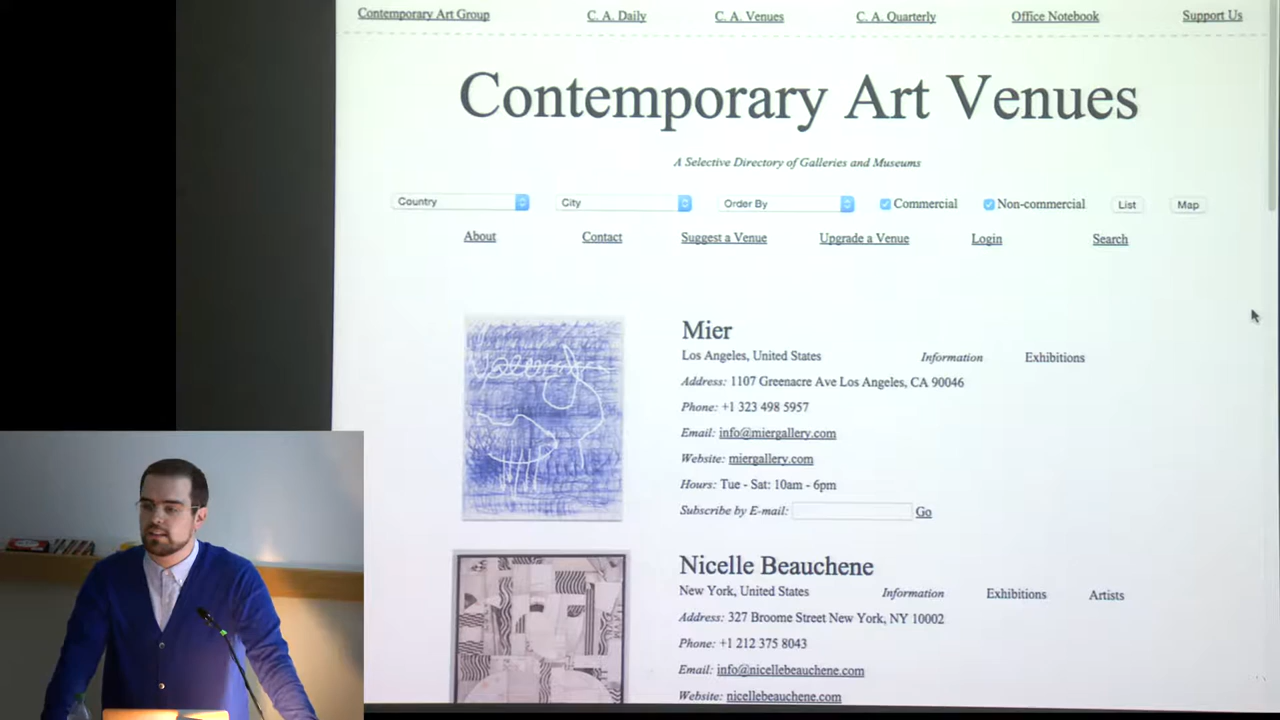 Contemporary Art Group C. A. Daily C. A. Venues C. A. Quarterly Office Notebook Support Us
Contemporary Art Venues
A Selective Directory of Galleries and Museums
Country City Order By Commercial Non-commercial List Map
About Contact Suggest a Venue Upgrade a Venue Login Search
Mier
Los Angeles, United States Information Exhibitions
Address: 1107 Greenacre Ave Los Angeles, CA 90046
Phone: +1 323 498 5957
Email: info@miergallery.com
Website: miergallery.com
Hours: Tue - Sat: 10am - 6pm
Subscribe by E-mail: Go
Nicelle Beauchene
New York, United States Information Exhibitions Artists
Address: 327 Broome Street New York, NY 10002
Phone: +1 212 375 8043
Email: info@nicellebeauchene.com
Website: nicellebeauchene.com